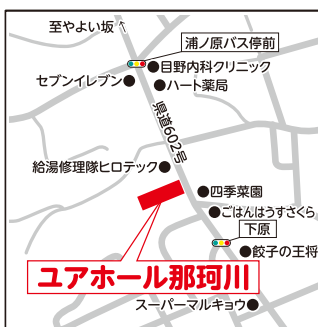 至やよい坂
浦ノ原バス停前
目野内科クリニック
セブンイレブン
ハート薬局
県道602号
給湯修理隊ヒロテック
四季菜園
ごはんはうすさくら
下原
餃子の王将
ユアホール那珂川
スーパーマルキョウ